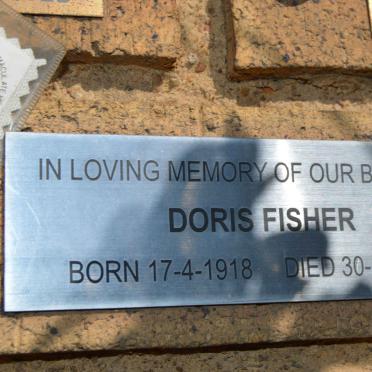 IN LOVING MEMORY OF OUR B
DORIS FISHER
BORN 17-4-1918 DIED 30-